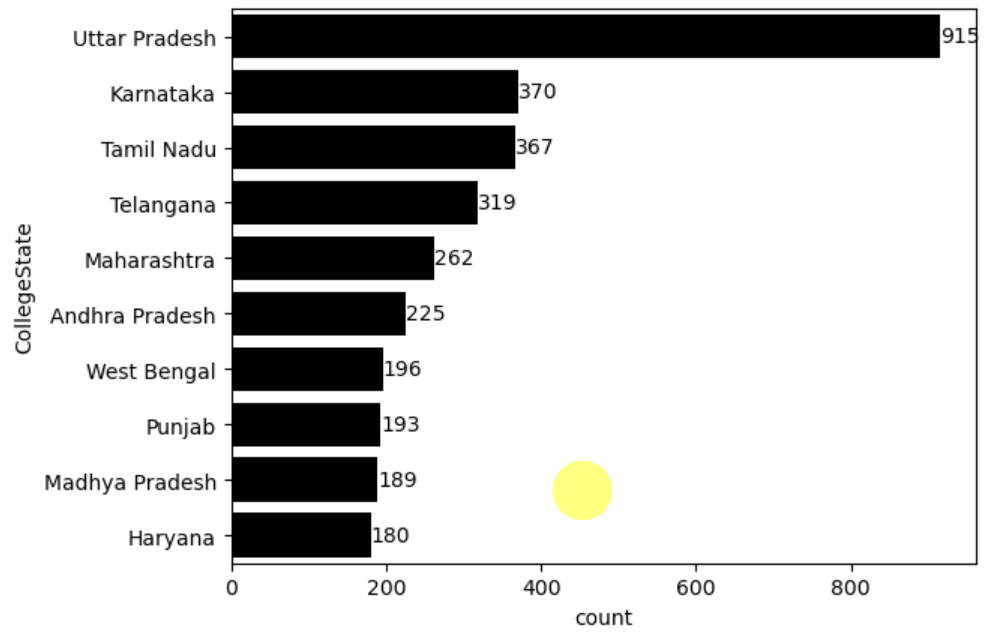 Uttar Pradesh 915
Karnataka 370
Tamil Nadu 367
Telangana 319
Maharashtra 262
Andhra Pradesh 225
West Bengal 196
Punjab 193
Madhya Pradesh 189
Haryana 180
CollegeState
0 200 400 600 800
count